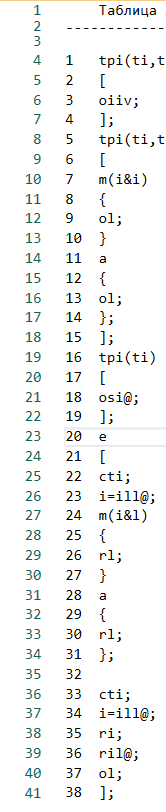 1 Таблица
2 -------------
3
4 1 tpi(ti,t
5 2 [
6 3 oiiv;
7 4 ];
8 5 tpi(ti,t
9 6 [
10 7 m(i&i)
11 8 {
12 9 ol;
13 10 }
14 11 a
15 12 {
16 13 ol;
17 14 };
18 15 ];
19 16 tpi(ti)
20 17 [
21 18 osi@;
22 19 ];
23 20 e
24 21 [
25 22 cti;
26 23 i=ill@;
27 24 m(i&l)
28 25 {
29 26 rl;
30 27 }
31 28 a
32 29 {
33 30 rl;
34 31 };
35 32
36 33 cti;
37 34 i=ill@;
38 35 ri;
39 36 ril@;
40 37 ol;
41 38 ];